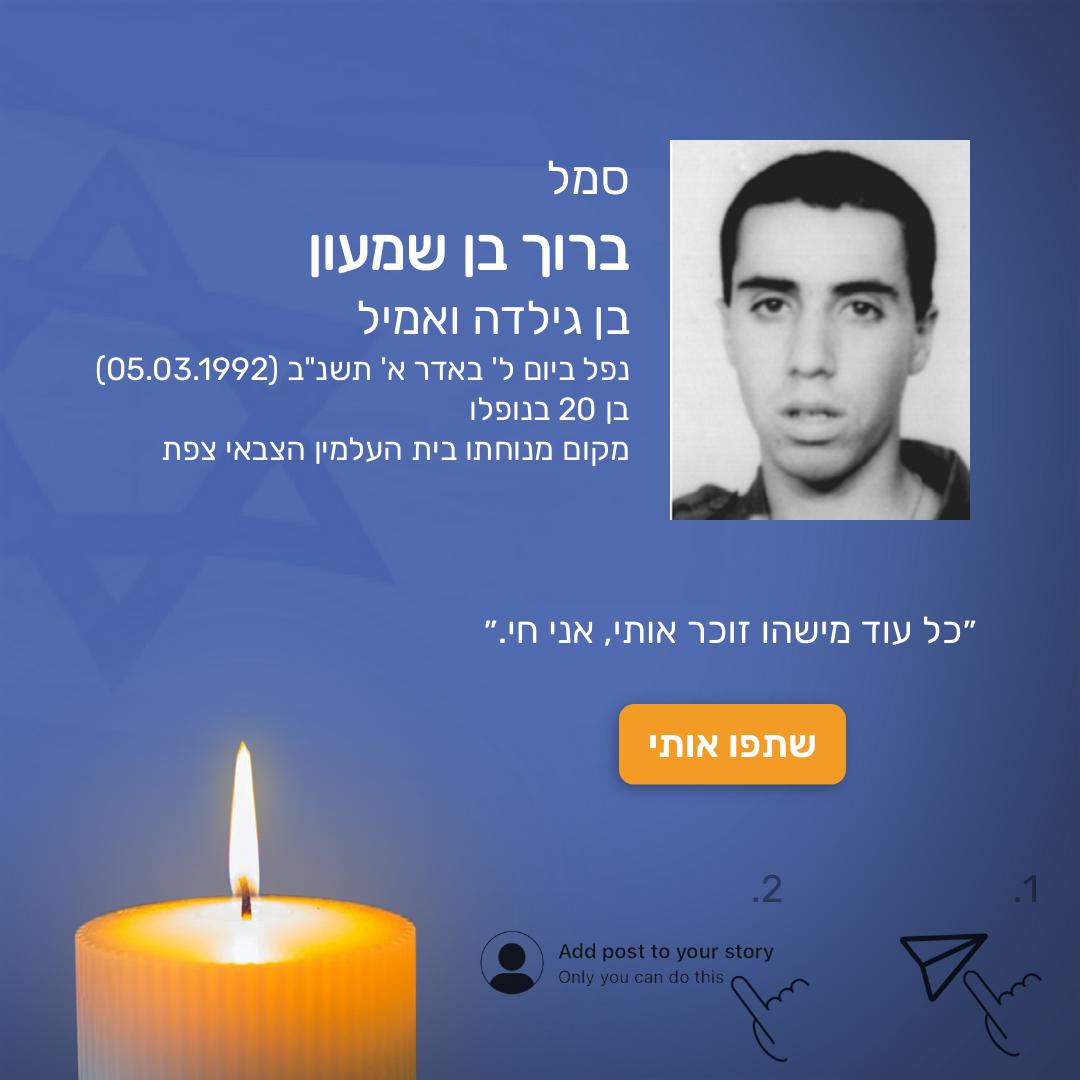 סמל
ברוך בן שמעון
בן גילדה ואמיל
נפל ביום ל' באדר א' תשנ"ב (05.03.1992)
בן 20 בנופלו
מקום מנוחתו בית העלמין הצבאי צפת
״כל עוד מישהו זוכר אותי, אני חי.״
שתפו אותי
1.
2.
Add post to your story
Only you can do this